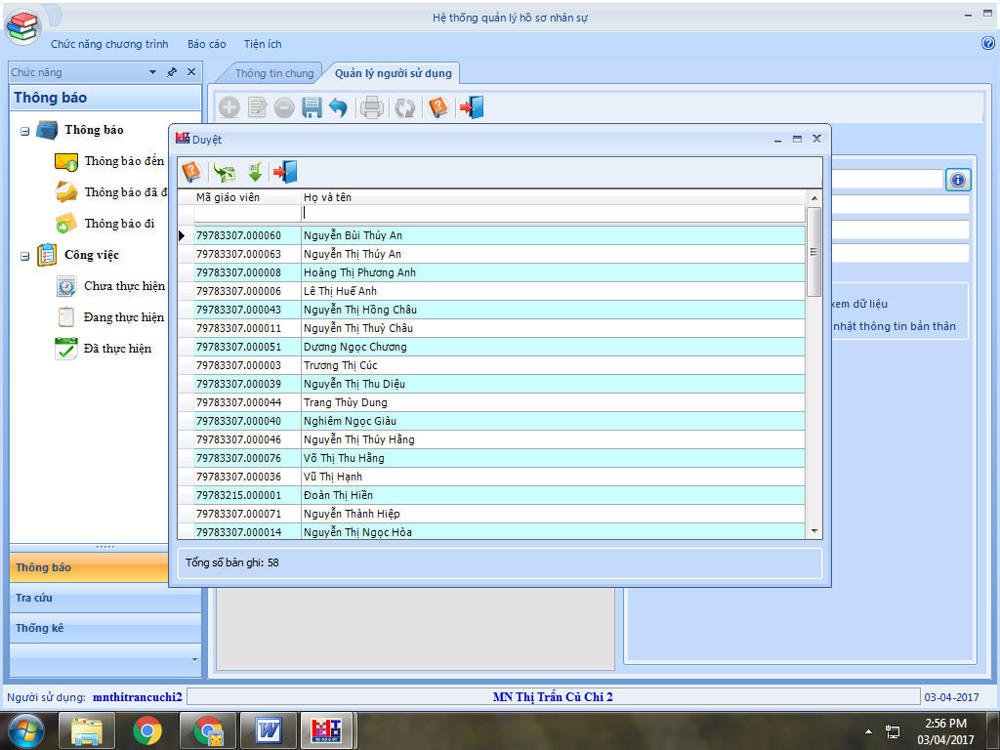 Hệ thống quản lý hồ sơ nhân sự
Chức năng chương trình Báo cáo Tiện ích
Chức năng
Thông báo
Thông báo
Thông báo đến
Thông báo đã đ
Thông báo đi
Công việc
Chưa thực hiện
Đang thực hiện
Đã thực hiện
Thông báo
Tra cứu
Thống kê
Thông tin chung Quản lý người sử dụng
xem dữ liệu
nhật thông tin bản thân
Duyệt
Mã giáo viên Họ và tên
79783307.000060 Nguyễn Bùi Thúy An
79783307.000063 Nguyễn Thị Thúy An
79783307.000008 Hoàng Thị Phương Anh
79783307.000006 Lê Thị Huế Anh
79783307.000043 Nguyễn Thị Hồng Châu
79783307.000011 Nguyễn Thị Thuỳ Châu
79783307.000051 Dương Ngọc Chương
79783307.000003 Trương Thị Cúc
79783307.000039 Nguyễn Thị Thu Diệu
79783307.000044 Trang Thùy Dung
79783307.000040 Nghiêm Ngọc Giàu
79783307.000046 Nguyễn Thị Thúy Hằng
79783307.000076 Võ Thị Thu Hằng
79783307.000036 Vũ Thị Hạnh
79783215.000001 Đoàn Thị Hiền
79783307.000071 Nguyễn Thành Hiệp
79783307.000014 Nguyễn Thị Ngọc Hòa
Tổng số bản ghi: 58
Người sử dụng: mnthitrancuchi2 MN Thị Trấn Củ Chi 2 03-04-2017
2:56 PM
03/04/2017